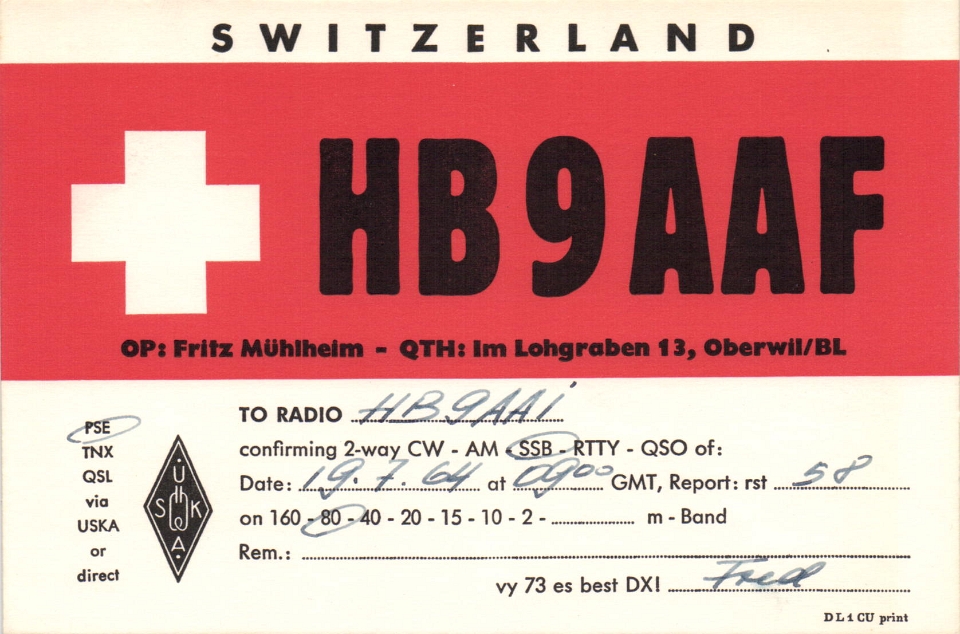 SWITZERLAND
HB9AAF
OP: Fritz Mühlheim - QTH: Im Lohgraben 13, Oberwil/BL
PSE
TNX
QSL
via
USKA
or
direct
U
S K
A
TO RADIO HB9AAI
confirming 2-way CW - AM - SSB - RTTY - QSO of:
Date: 19.7.64 at 0900 GMT, Report: rst 58
on 160 - 80 - 40 - 20 - 15 - 10 - 2 - m - Band
Rem.:
vy 73 es best DX! Fred
DL1CU print